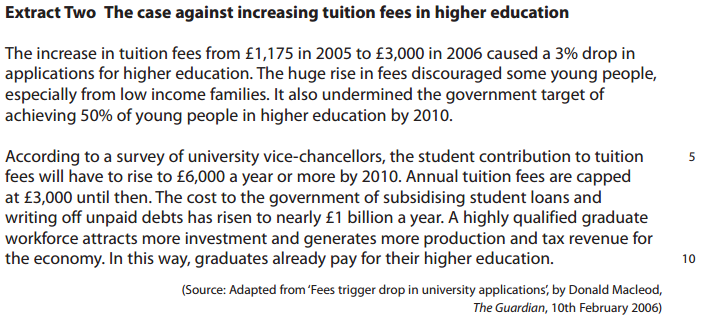 Extract Two The case against increasing tuition fees in higher education
The increase in tuition fees from £1,175 in 2005 to £3,000 in 2006 caused a 3% drop in
applications for higher education. The huge rise in fees discouraged some young people,
especially from low income families. It also undermined the government target of
achieving 50% of young people in higher education by 2010.
According to a survey of university vice-chancellors, the student contribution to tuition 5
fees will have to rise to £6,000 a year or more by 2010. Annual tuition fees are capped
at £3,000 until then. The cost to the government of subsidising student loans and
writing off unpaid debts has risen to nearly £1 billion a year. A highly qualified graduate
workforce attracts more investment and generates more production and tax revenue for
the economy. In this way, graduates already pay for their higher education. 10
(Source: Adapted from 'Fees trigger drop in university applications', by Donald Macleod,
The Guardian, 10th February 2006)